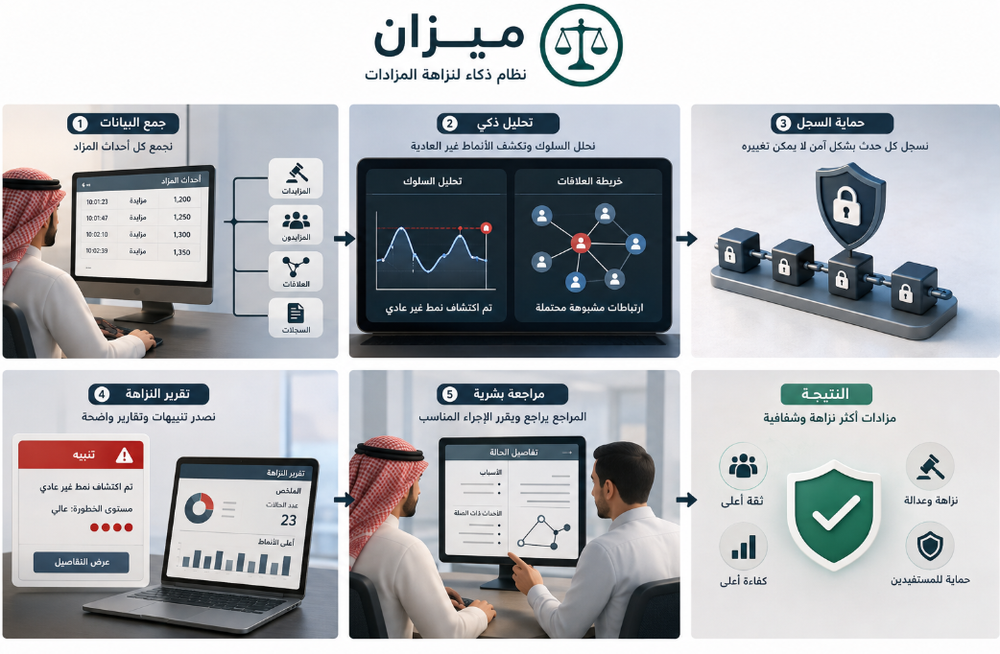 ميــزان
نظام ذكاء لنزاهة المزادات
1 جمع البيانات
نجمع كل أحداث المزاد
أحداث المزاد
1,200 مزايدة 10:01:23
1,250 مزايدة 10:01:47
1,300 مزايدة 10:02:10
1,350 مزايدة 10:02:39
...
المزايدات
المزايدون
العلاقات
السجلات
2 تحليل ذكي
نحلل السلوك وتكشف الأنماط غير العادية
خريطة العلاقات
ارتباطات مشبوهة محتملة
تحليل السلوك
تم اكتشاف نمط غير عادي
3 حماية السجل
نسجل كل حدث بشكل آمن لا يمكن تغييره
4 تقرير النزاهة
نصدر تنبيهات وتقارير واضحة
تنبيه
تم اكتشاف نمط غير عادي
مستوى الخطورة: عالي
عرض التفاصيل
تقرير النزاهة
الملخص
عدد الحالات
23
أعلى الأنماط
5 مراجعة بشرية
المراجع يراجع ويقرر الإجراء المناسب
تفاصيل الحالة
الأسباب
الأحداث ذات الصلة
النتيجـة
مزادات أكثر نزاهة وشفافية
نزاهة وعدالة
ثقة أعلى
حماية للمستفيدين
كفاءة أعلى